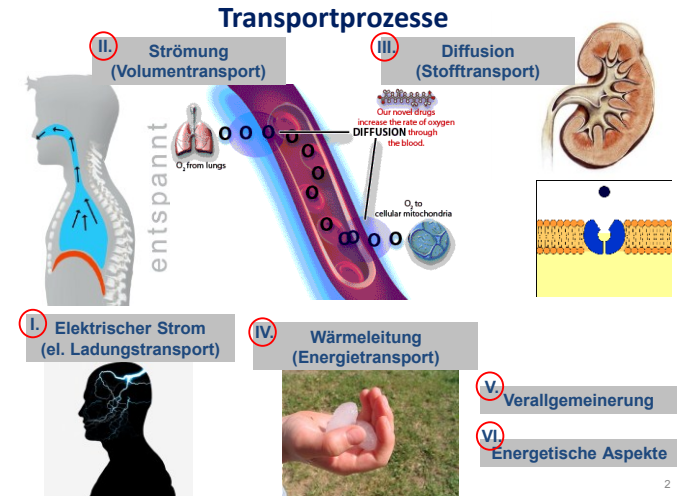 Transportprozesse
II.
Strömung
(Volumentransport)
III.
Diffusion
(Stofftransport)
entspannt
O₂ from lungs
Our novel drugs
increase the rate of oxygen
DIFFUSION through
the blood.
O₂ to
cellular mitochondria
I.
Elektrischer Strom
(el. Ladungstransport)
IV.
Wärmeleitung
(Energietransport)
V.
Verallgemeinerung
VI.
Energetische Aspekte
2